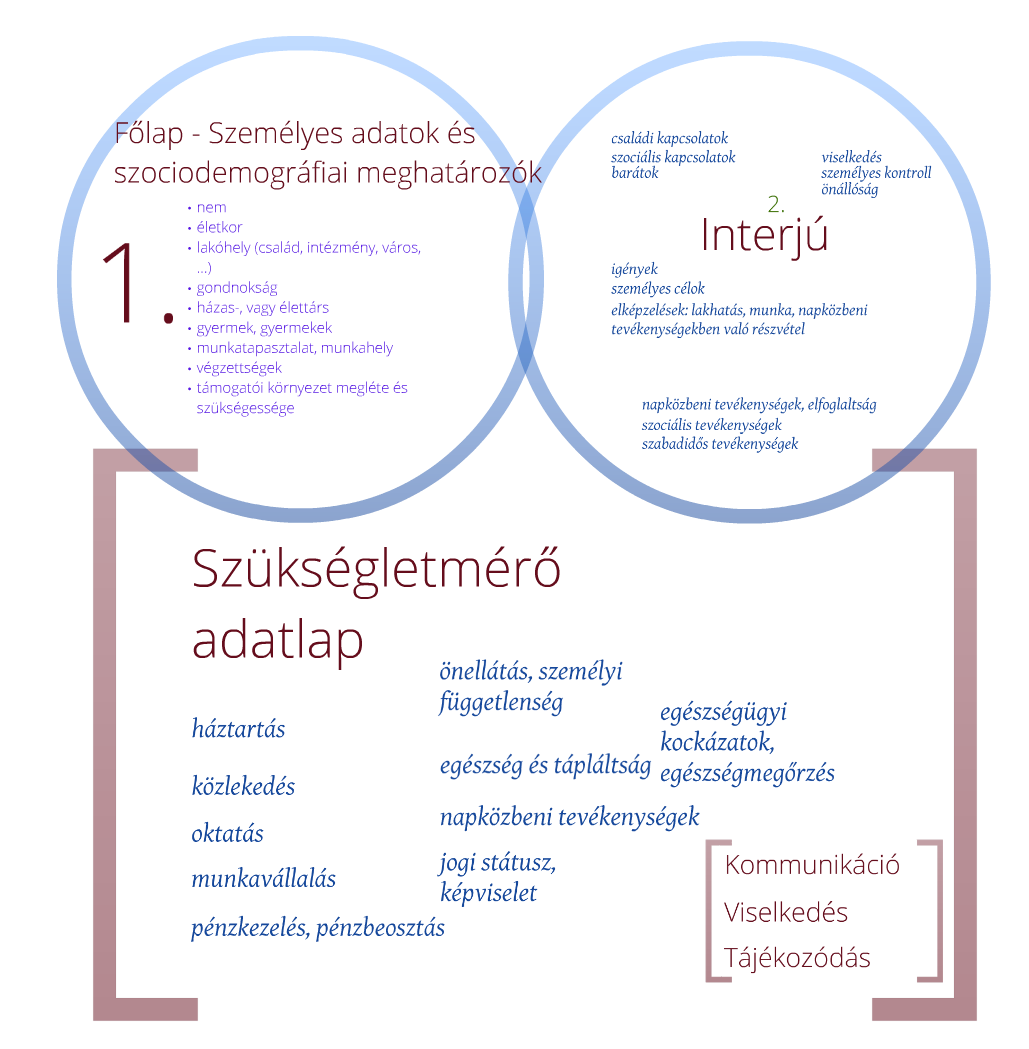 Főlap - Személyes adatok és
szociodemográfiai meghatározók
1.
• nem
• életkor
• lakóhely (család, intézmény, város,
...)
• gondnokság
• házas-, vagy élettárs
• gyermek, gyermekek
• munkatapasztalat, munkahely
• végzettségek
• támogatói környezet megléte és
szükségessége
családi kapcsolatok
szociális kapcsolatok
barátok
viselkedés
személyes kontroll
önállóság
2.
Interjú
igények
személyes célok
elképzelések: lakhatás, munka, napközbeni
tevékenységekben való részvétel
napközbeni tevékenységek, elfoglaltság
szociális tevékenységek
szabadidős tevékenységek
Szükségletmérő
adatlap
háztartás
közlekedés
oktatás
munkavállalás
pénzkezelés, pénzbeosztás
önellátás, személyi
függetlenség
egészség és tápláltság
napközbeni tevékenységek
jogi státusz,
képviselet
egészségügyi
kockázatok,
egészségmegőrzés
Kommunikáció
Viselkedés
Tájékozódás